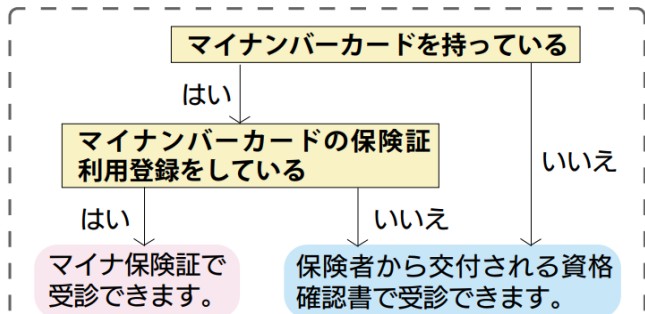 マイナンバーカードを持っている
はい
マイナンバーカードの保険証
利用登録をしている
いいえ
はい
いいえ
マイナ保険証で
受診できます。
保険者から交付される資格
確認書で受診できます。